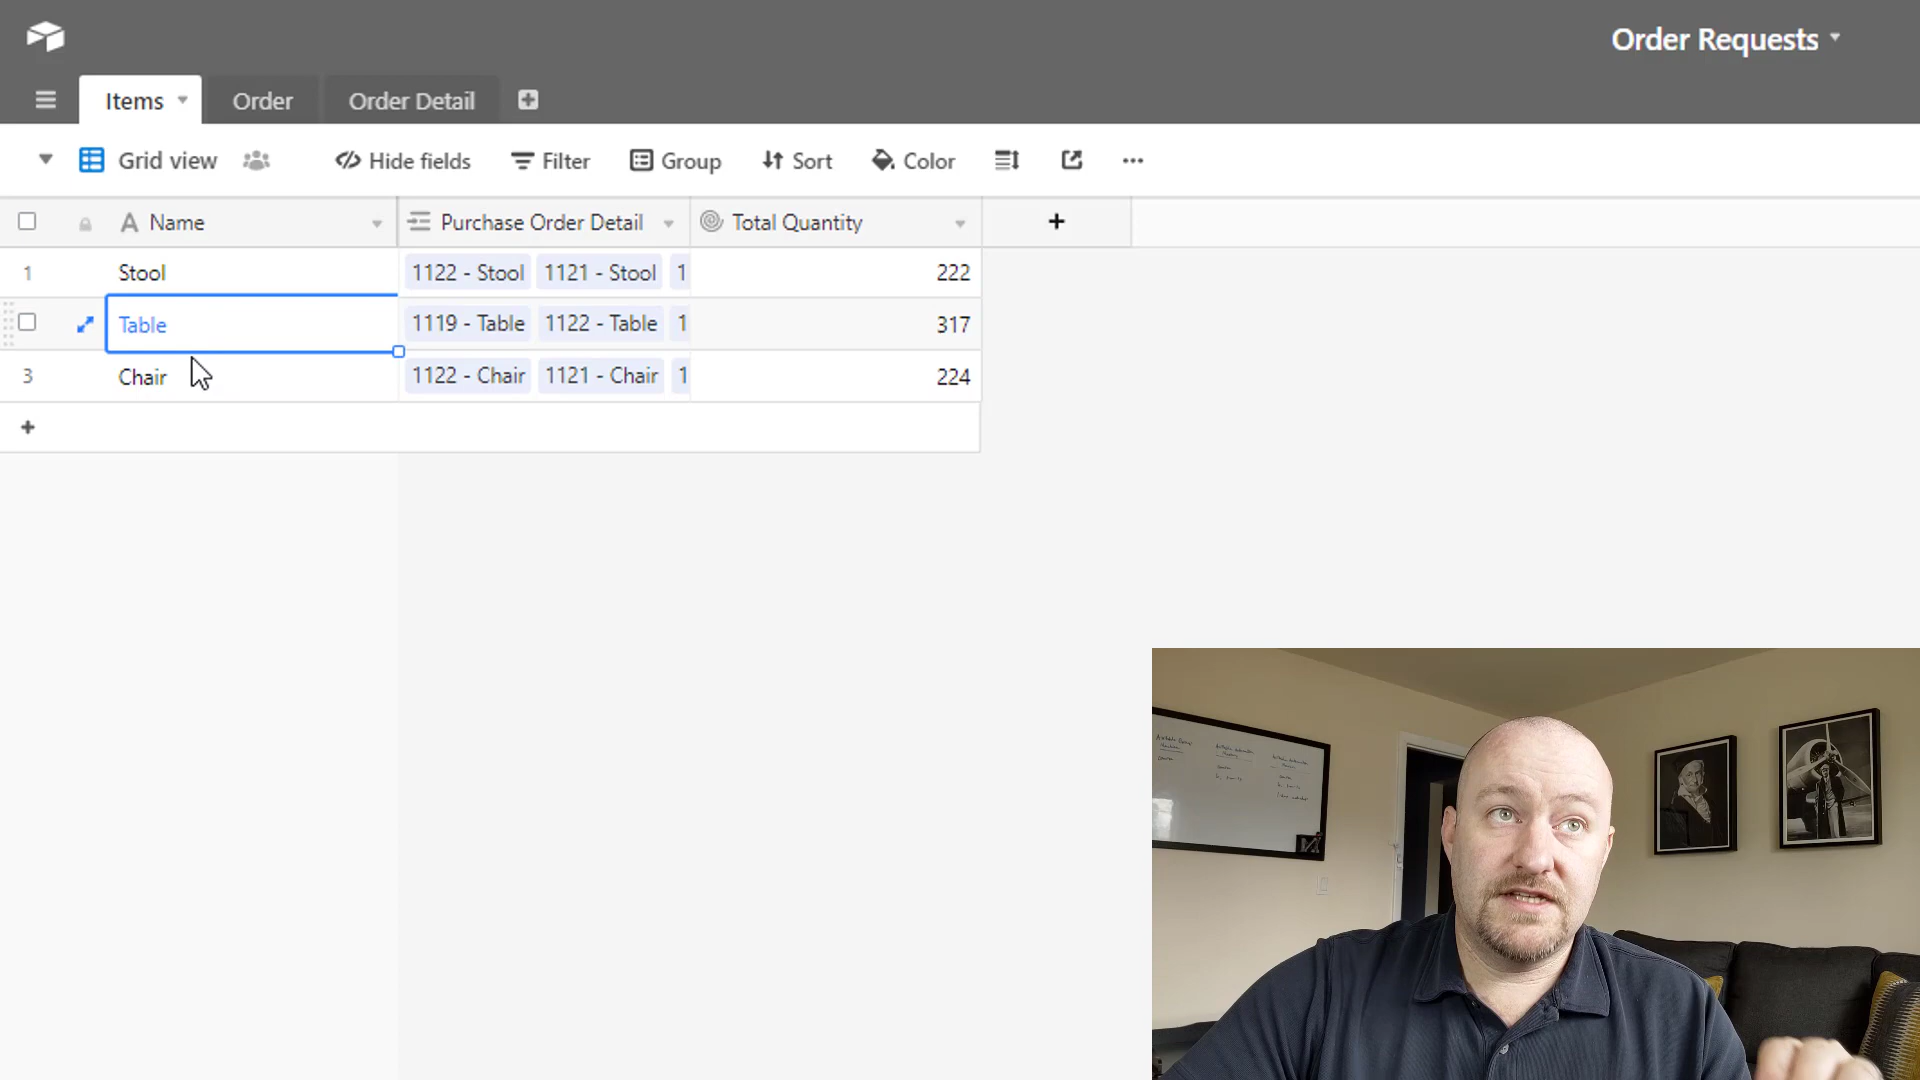 Order Requests
Items Order Order Detail
Grid view Hide fields Filter Group Sort Color
Name Purchase Order Detail Total Quantity
1 Stool 1122 - Stool 1121 - Stool 1 222
Table 1119 - Table 1122 - Table 1 317
3 Chair 1122 - Chair 1121 - Chair 1 224